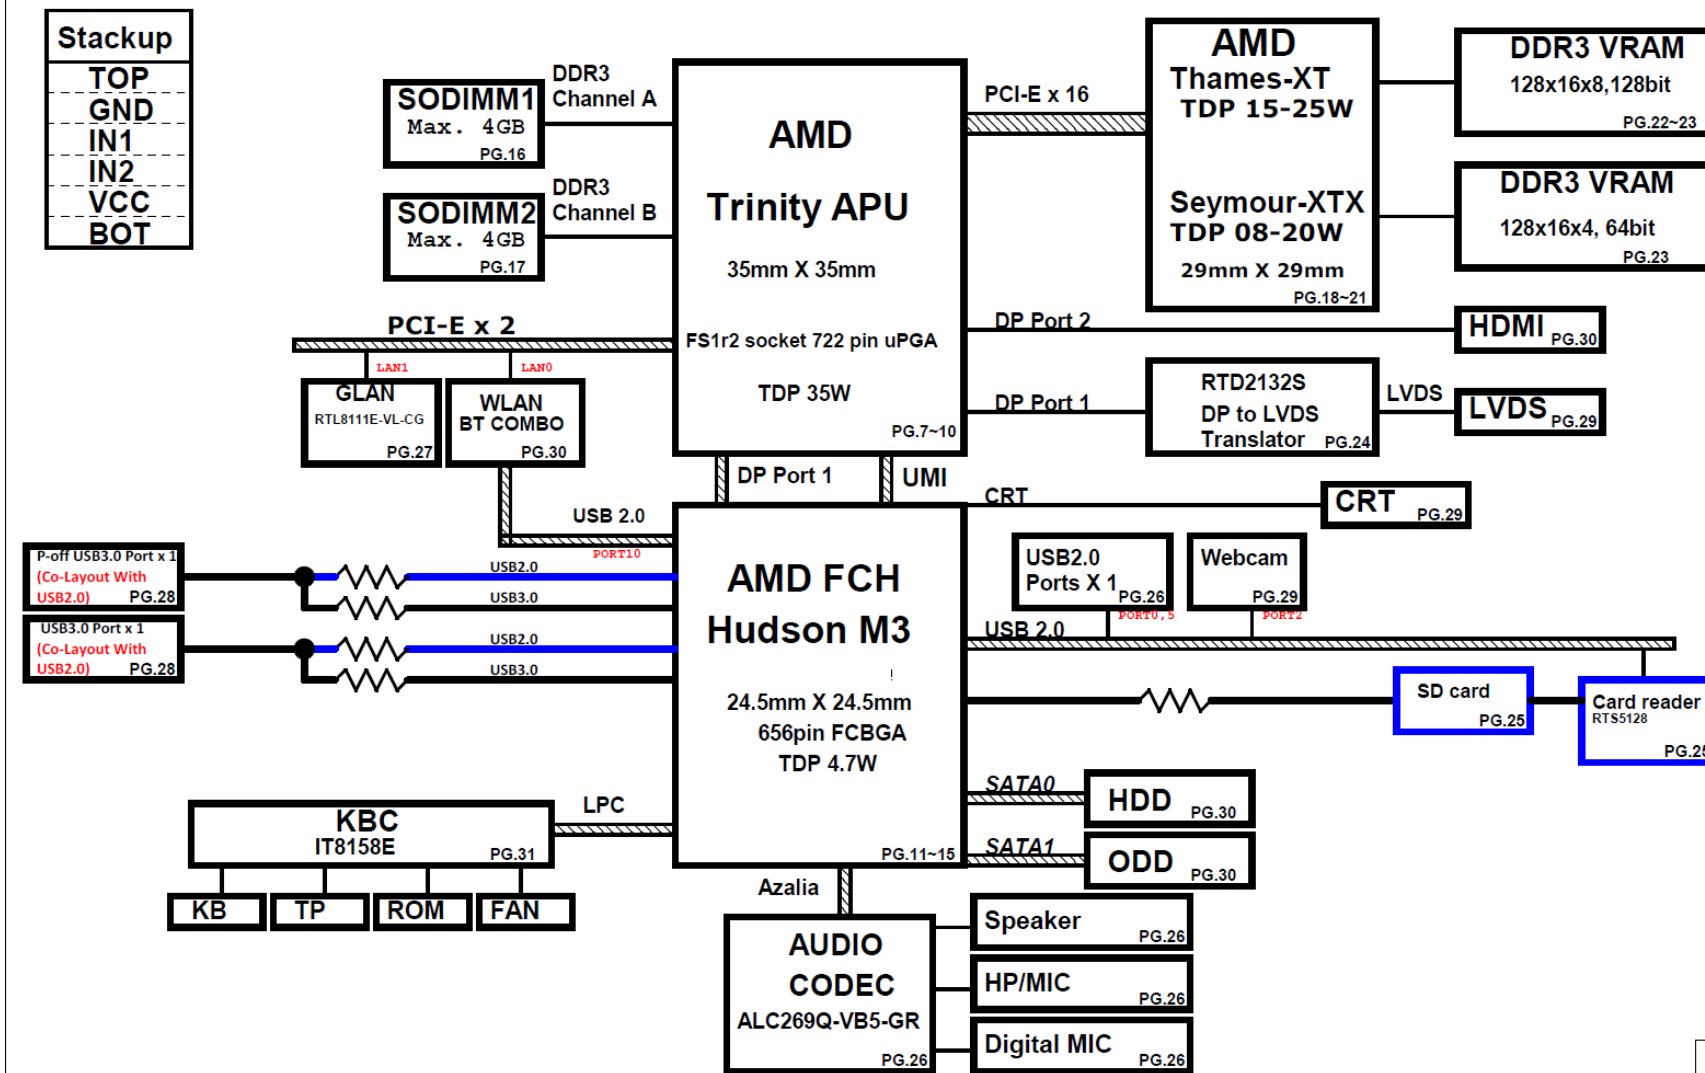 Stackup
TOP
GND
IN1
IN2
VCC
BOT
SODIMM1
Max. 4GB
PG.16
DDR3
Channel A
SODIMM2
Max. 4GB
PG.17
DDR3
Channel B
AMD
Trinity APU
35mm X 35mm
FS1r2 socket 722 pin uPGA
TDP 35W
PG.7~10
PCI-E x 16
AMD
Thames-XT
TDP 15-25W
Seymour-XTX
TDP 08-20W
29mm X 29mm
PG.18~21
DDR3 VRAM
128x16x8,128bit
PG.22~23
DDR3 VRAM
128x16x4, 64bit
PG.23
DP Port 2
HDMI
PG.30
DP Port 1
RTD2132S
DP to LVDS
Translator
PG.24
LVDS
LVDS
PG.29
PCI-E x 2
LAN1
LAN0
GLAN
RTL8111E-VL-CG
PG.27
WLAN
BT COMBO
PG.30
DP Port 1
UMI
USB 2.0
PORT10
CRT
CRT
PG.29
P-off USB3.0 Port x 1
(Co-Layout With
USB2.0)
PG.28
USB2.0
USB3.0
USB3.0 Port x 1
(Co-Layout With
USB2.0)
PG.28
USB2.0
USB3.0
AMD FCH
Hudson M3
!
24.5mm X 24.5mm
656pin FCBGA
TDP 4.7W
PG.11~15
USB2.0
Ports X 1
PG.26
PORT0,5
Webcam
PG.29
PORT2
USB 2.0
SD card
PG.25
Card reader
RTS5128
PG.25
SATA0
HDD
PG.30
SATA1
ODD
PG.30
LPC
KBC
IT8158E
PG.31
KB
TP
ROM
FAN
Azalia
AUDIO
CODEC
ALC269Q-VB5-GR
PG.26
Speaker
PG.26
HP/MIC
PG.26
Digital MIC
PG.26